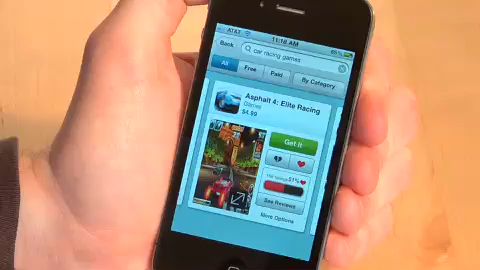 AT&T
11:18 AM
Back
car racing games
All
Free
Paid
By Category
Asphalt 4: Elite Racing
Games
$4.99
Get It
51%
See Reviews
More Options